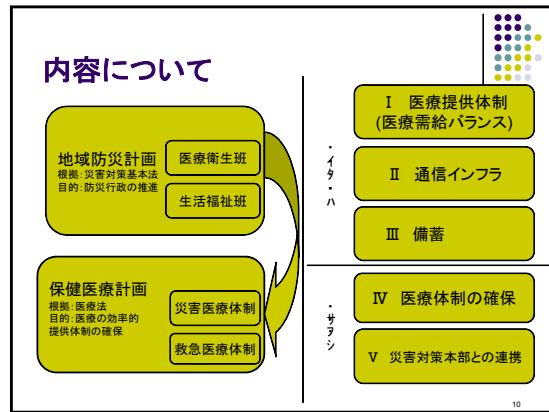 内容について
地域防災計画
根拠:災害対策基本法
目的:防災行政の推進
医療衛生班
生活福祉班
保健医療計画
根拠:医療法
目的:医療の効率的
提供体制の確保
災害医療体制
救急医療体制
・イタ・ハ
Ⅰ 医療提供体制
(医療需給バランス)
Ⅱ 通信インフラ
Ⅲ 備蓄
・サヲシ
Ⅳ 医療体制の確保
Ⅴ 災害対策本部との連携
10